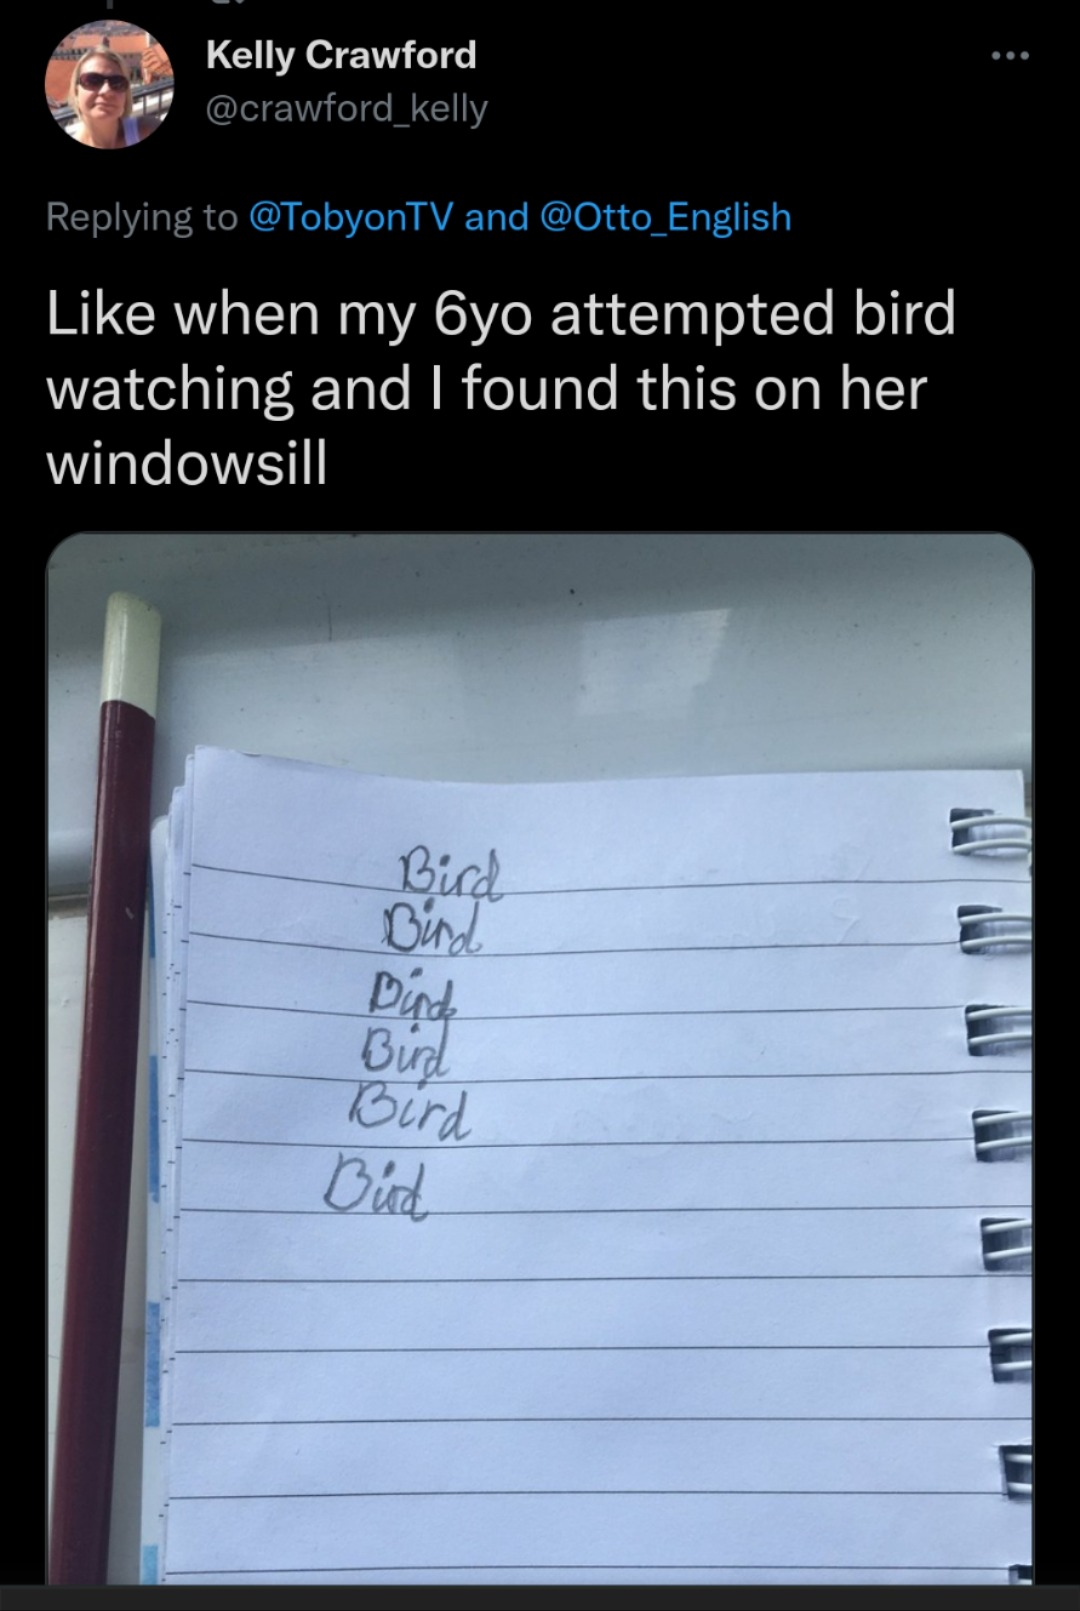 Kelly Crawford
@crawford_kelly
Replying to @TobyonTV and @Otto_English
Like when my 6yo attempted bird
watching and I found this on her
windowsill
Bird
Bird
Bird
Bird
Bird
Bird